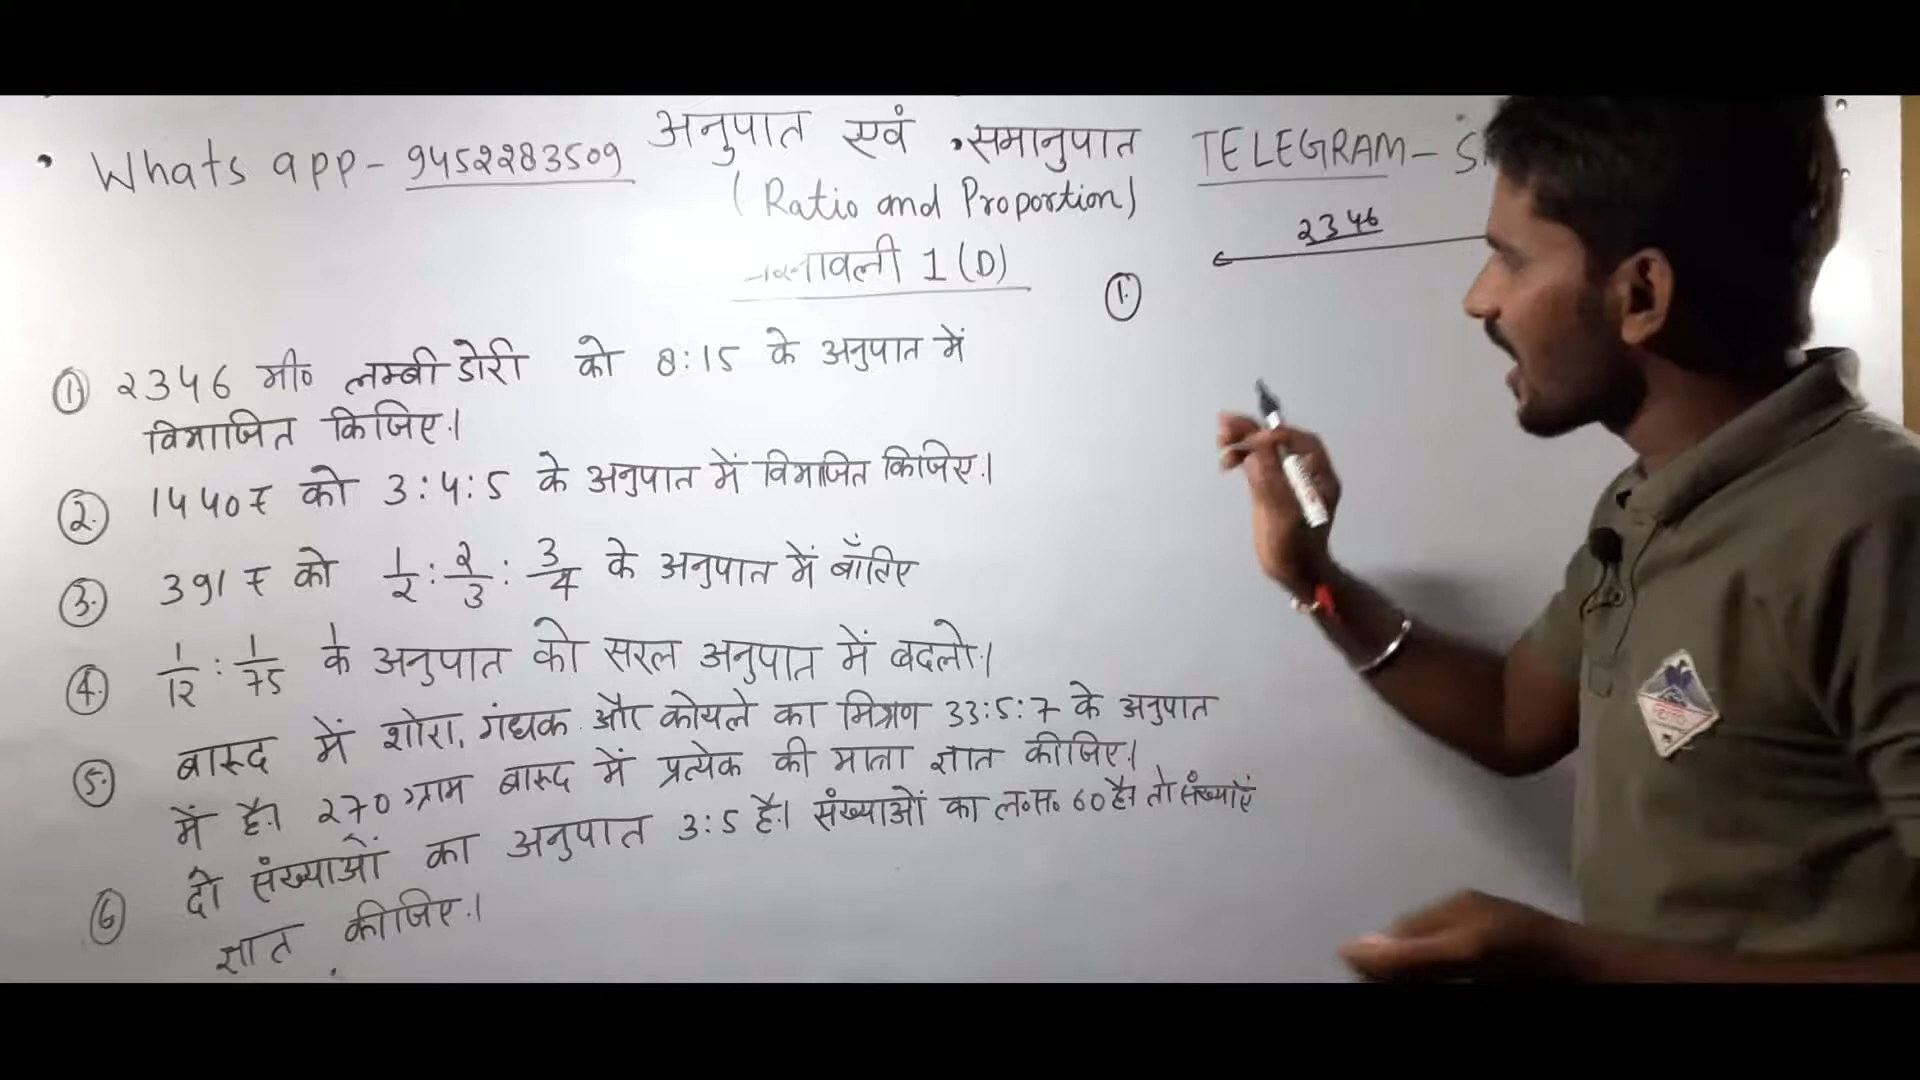 Whats app - 9452283509
अनुपात एवं समानुपात
(Ratio and Proportion)
TELEGRAM -
1 (D)
① 2346 मी० लम्बी डोरी को 8:15 के अनुपात में
विभाजित किजिए।
② 1440₹ को 3:4:5 के अनुपात में विभाजित किजिए।
③ 391₹ को 1/2 : 2/3 : 3/4 के अनुपात में बाँटिए
④ 1/12 : 1/75 के अनुपात को सरल अनुपात में बदलो।
⑤ बारूद में शोरा, गंधक और कोयले का मिश्रण 33:5:7 के अनुपात
में है। 270 ग्राम बारूद में प्रत्येक की मात्रा ज्ञात कीजिए।
⑥ दो संख्याओं का अनुपात 3:5 है। संख्याओं का ल०स० 60 है। तो संख्याएँ
ज्ञात कीजिए।
①
2346